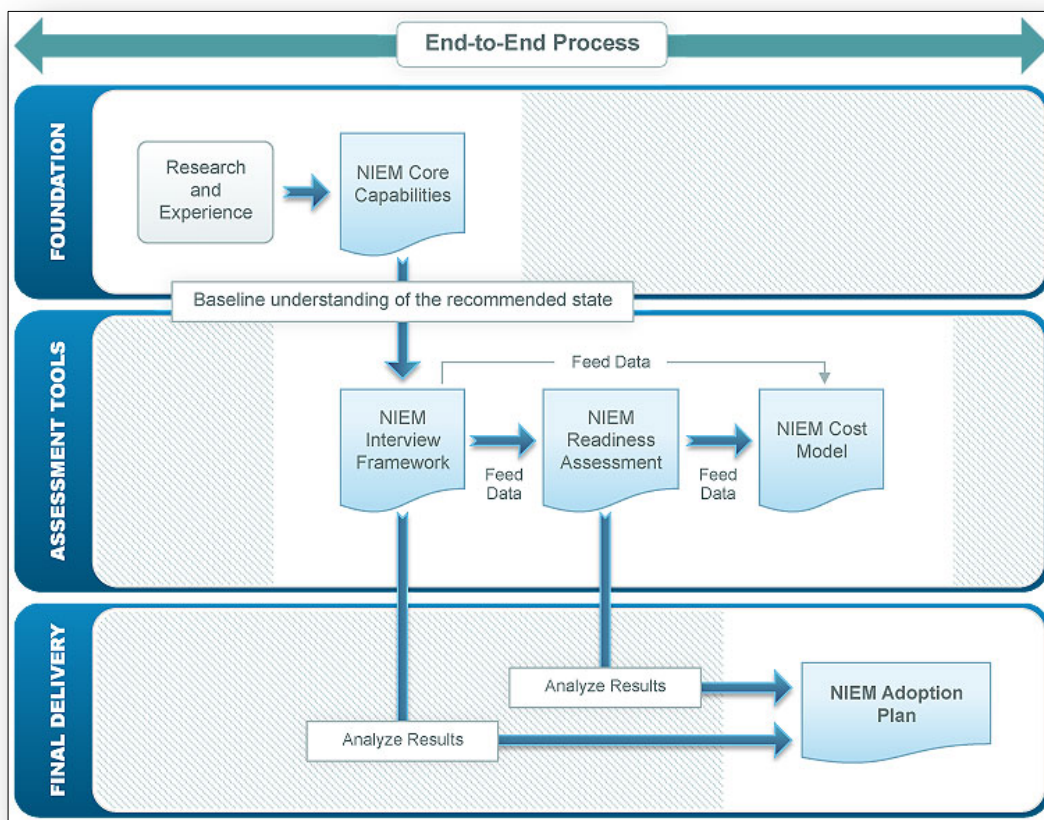 End-to-End Process
FOUNDATION
Research
and
Experience
NIEM Core
Capabilities
Baseline understanding of the recommended state
ASSESSMENT TOOLS
Feed Data
NIEM
Interview
Framework
Feed
Data
NIEM
Readiness
Assessment
Feed
Data
NIEM Cost
Model
FINAL DELIVERY
Analyze Results
Analyze Results
NIEM Adoption
Plan